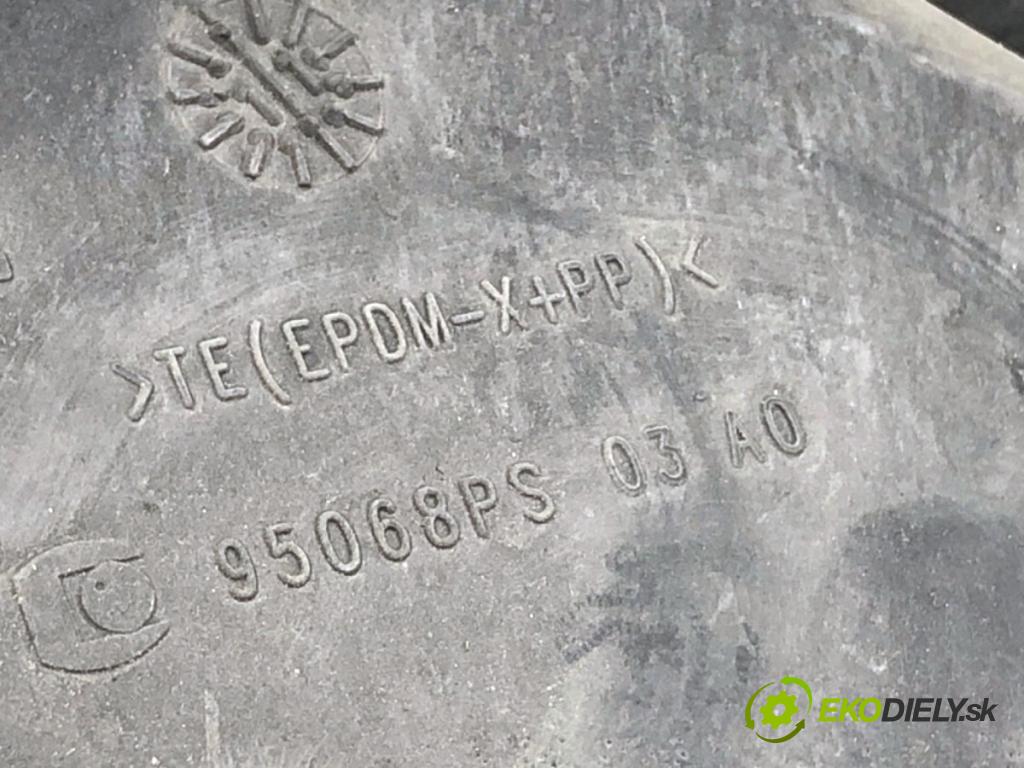 >TE(EPDM-X+PP)<
95068PS 03 A0
EKODIELY.sk